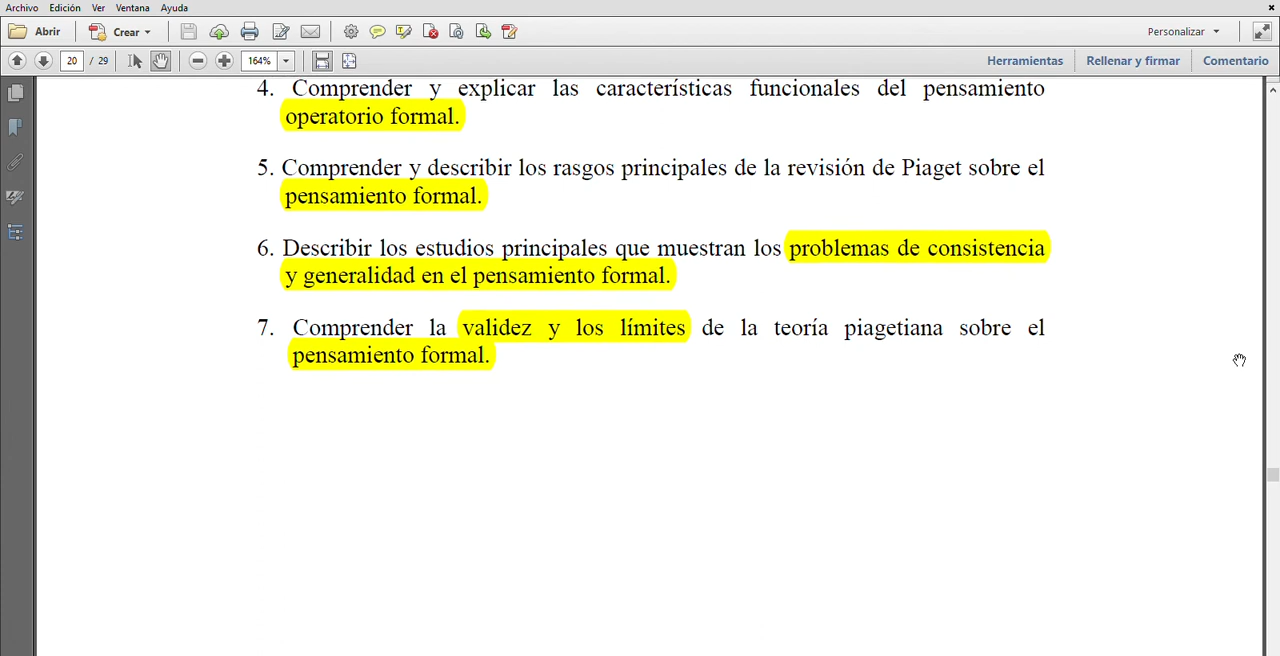 Archivo Edición Ver Ventana Ayuda
Abrir Crear Personalizar
20 / 29 164% Herramientas Rellenar y firmar Comentario
4. Comprender y explicar las características funcionales del pensamiento
operatorio formal.
5. Comprender y describir los rasgos principales de la revisión de Piaget sobre el
pensamiento formal.
6. Describir los estudios principales que muestran los problemas de consistencia
y generalidad en el pensamiento formal.
7. Comprender la validez y los límites de la teoría piagetiana sobre el
pensamiento formal.